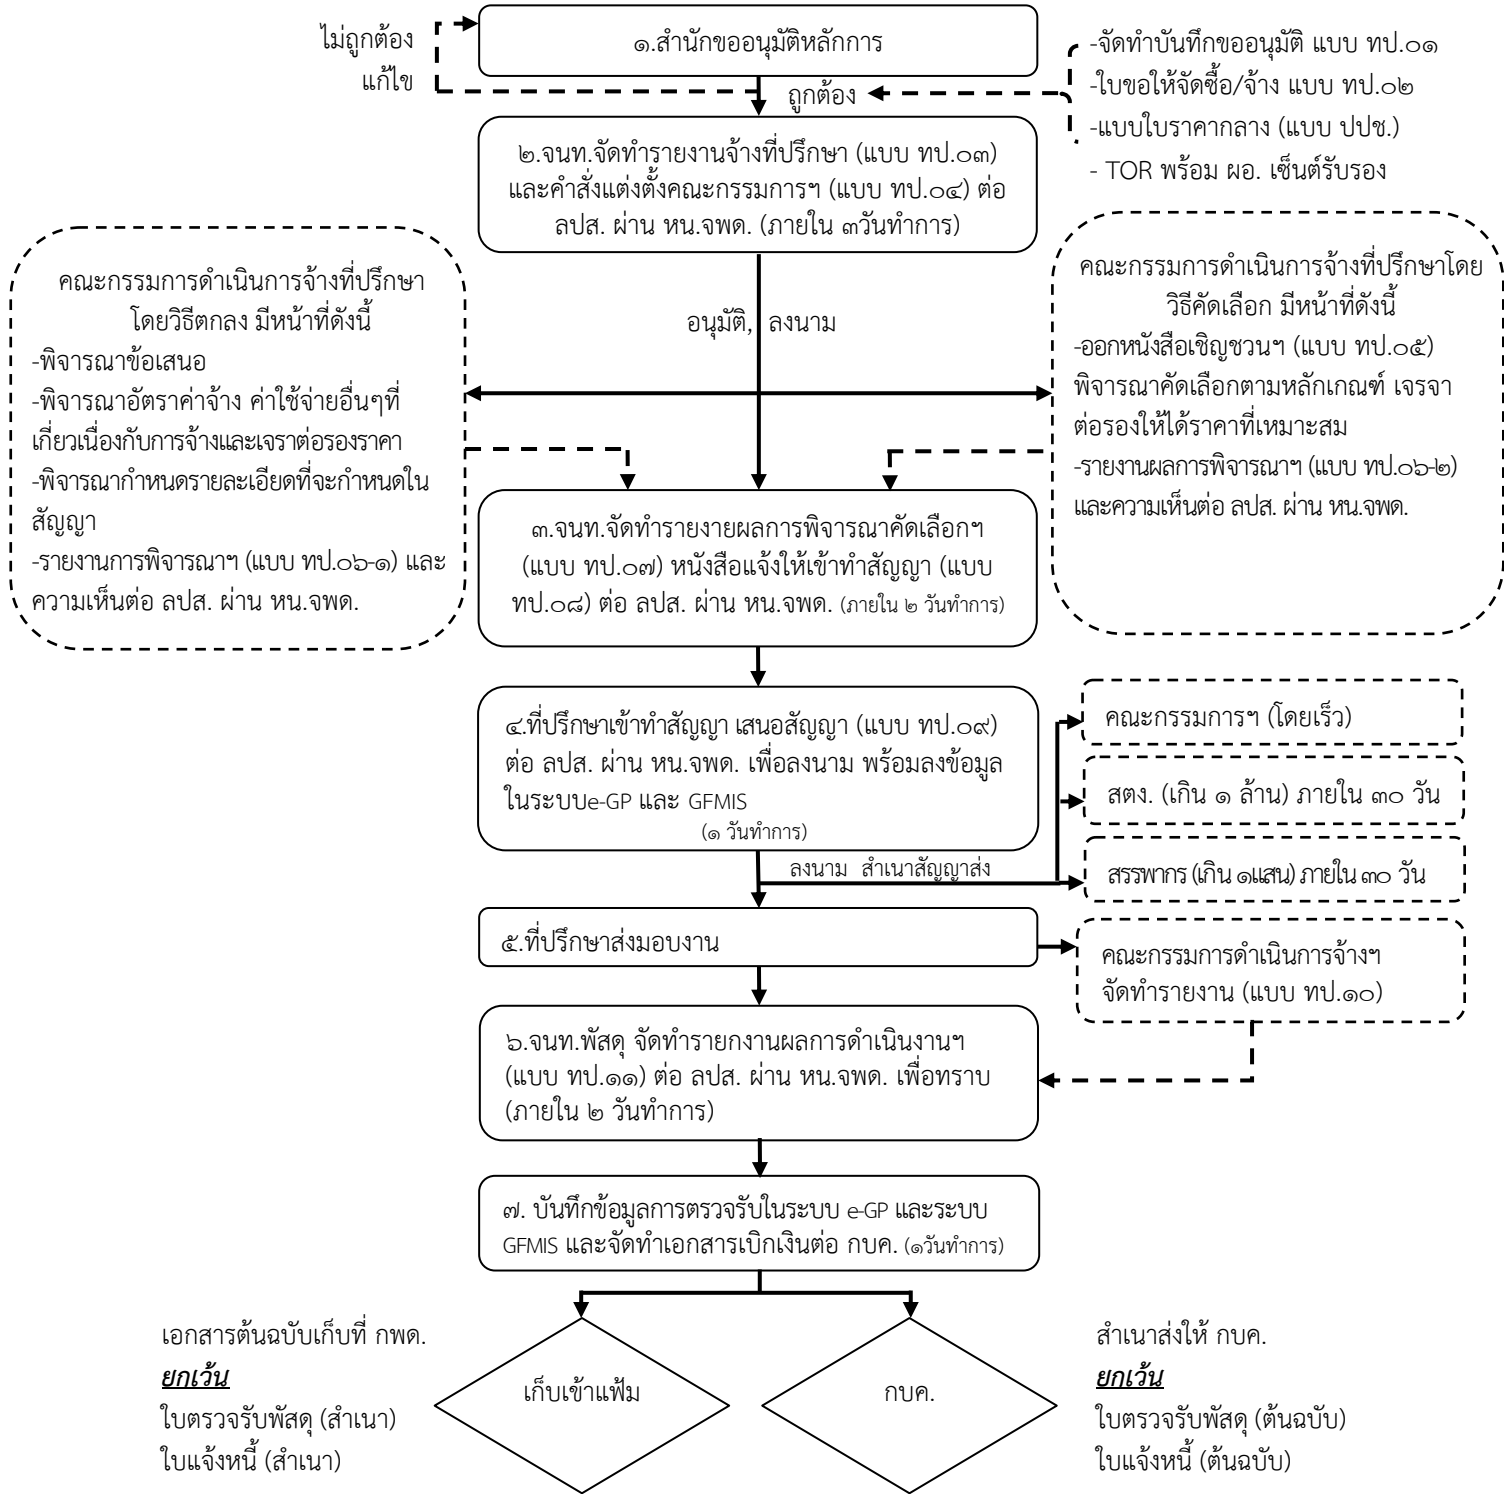 ไม่ถูกต้อง
แก้ไข
๑.สำนักขออนุมัติหลักการ
ถูกต้อง
-จัดทำบันทึกขออนุมัติ แบบ ทป.๐๑
-ใบขอให้จัดซื้อ/จ้าง แบบ ทป.๐๒
-แบบใบราคากลาง (แบบ ปปช.)
- TOR พร้อม ผอ. เซ็นต์รับรอง
๒.จนท.จัดทำรายงานจ้างที่ปรึกษา (แบบ ทป.๐๓)
และคำสั่งแต่งตั้งคณะกรรมการฯ (แบบ ทป.๐๔) ต่อ
ลปส. ผ่าน หน.จพด. (ภายใน ๓วันทำการ)
คณะกรรมการดำเนินการจ้างที่ปรึกษา
โดยวิธีตกลง มีหน้าที่ดังนี้
-พิจารณาข้อเสนอ
-พิจารณาอัตราค่าจ้าง ค่าใช้จ่ายอื่นๆที่
เกี่ยวเนื่องกับการจ้างและเจราต่อรองราคา
-พิจารณากำหนดรายละเอียดที่จะกำหนดใน
สัญญา
-รายงานการพิจารณาฯ (แบบ ทป.๐๖-๑) และ
ความเห็นต่อ ลปส. ผ่าน หน.จพด.
อนุมัติ, ลงนาม
คณะกรรมการดำเนินการจ้างที่ปรึกษาโดย
วิธีคัดเลือก มีหน้าที่ดังนี้
-ออกหนังสือเชิญชวนฯ (แบบ ทป.๐๕)
พิจารณาคัดเลือกตามหลักเกณฑ์ เจรจา
ต่อรองให้ได้ราคาที่เหมาะสม
-รายงานผลการพิจารณาฯ (แบบ ทป.๐๖-๒)
และความเห็นต่อ ลปส. ผ่าน หน.จพด.
๓.จนท.จัดทำรายงายผลการพิจารณาคัดเลือกฯ
(แบบ ทป.๐๗) หนังสือแจ้งให้เข้าทำสัญญา (แบบ
ทป.๐๘) ต่อ ลปส. ผ่าน หน.จพด. (ภายใน ๒ วันทำการ)
๔.ที่ปรึกษาเข้าทำสัญญา เสนอสัญญา (แบบ ทป.๐๙)
ต่อ ลปส. ผ่าน หน.จพด. เพื่อลงนาม พร้อมลงข้อมูล
ในระบบe-GP และ GFMIS
(๑ วันทำการ)
ลงนาม สำเนาสัญญาส่ง
คณะกรรมการฯ (โดยเร็ว)
สตง. (เกิน ๑ ล้าน) ภายใน ๓๐ วัน
สรรพากร (เกิน ๑แสน) ภายใน ๓๐ วัน
๕.ที่ปรึกษาส่งมอบงาน
คณะกรรมการดำเนินการจ้างฯ
จัดทำรายงาน (แบบ ทป.๑๐)
๖.จนท.พัสดุ จัดทำรายกงานผลการดำเนินงานฯ
(แบบ ทป.๑๑) ต่อ ลปส. ผ่าน หน.จพด. เพื่อทราบ
(ภายใน ๒ วันทำการ)
๗. บันทึกข้อมูลการตรวจรับในระบบ e-GP และระบบ
GFMIS และจัดทำเอกสารเบิกเงินต่อ กบค. (๑วันทำการ)
เอกสารต้นฉบับเก็บที่ กพด.
ยกเว้น
ใบตรวจรับพัสดุ (สำเนา)
ใบแจ้งหนี้ (สำเนา)
เก็บเข้าแฟ้ม
กบค.
สำเนาส่งให้ กบค.
ยกเว้น
ใบตรวจรับพัสดุ (ต้นฉบับ)
ใบแจ้งหนี้ (ต้นฉบับ)